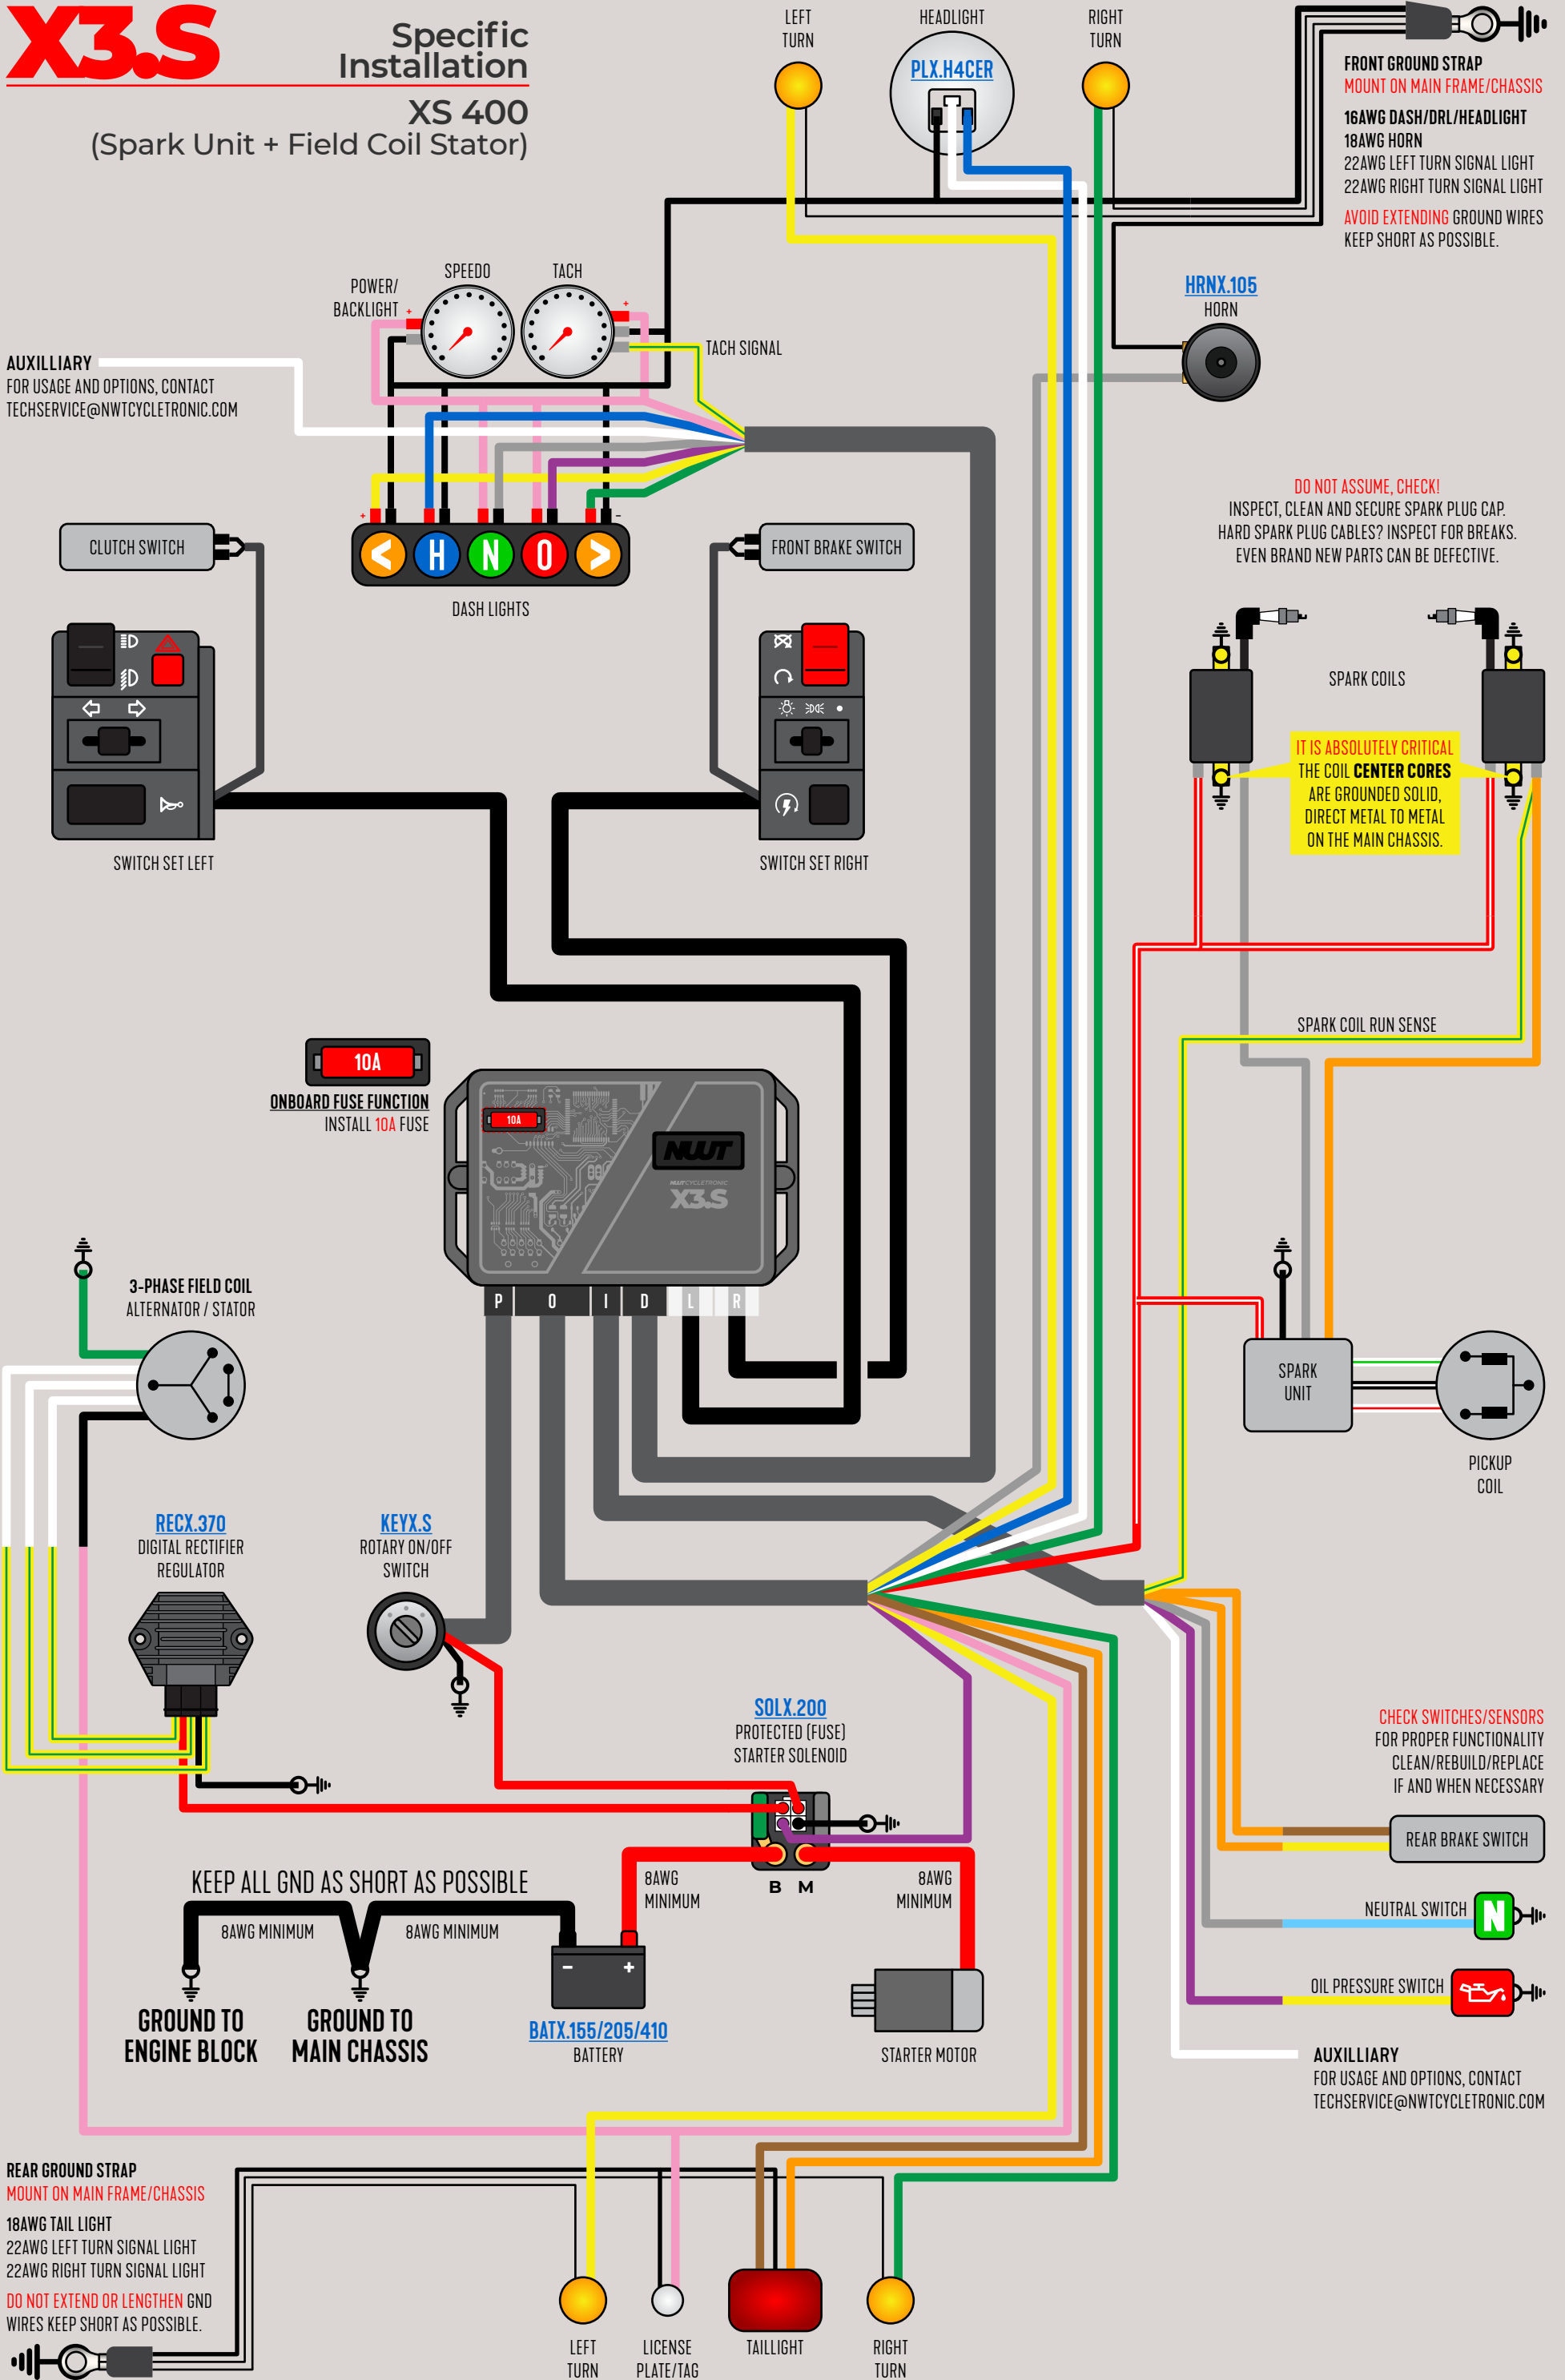 X3.S
Specific
Installation
XS 400
(Spark Unit + Field Coil Stator)
LEFT
TURN
HEADLIGHT
PLX.H4CER
RIGHT
TURN
FRONT GROUND STRAP
MOUNT ON MAIN FRAME/CHASSIS
16AWG DASH/DRL/HEADLIGHT
18AWG HORN
22AWG LEFT TURN SIGNAL LIGHT
22AWG RIGHT TURN SIGNAL LIGHT
AVOID EXTENDING GROUND WIRES
KEEP SHORT AS POSSIBLE.
POWER/
BACKLIGHT
+
SPEEDO
TACH
+
TACH SIGNAL
HRNX.105
HORN
AUXILLIARY
FOR USAGE AND OPTIONS, CONTACT
TECHSERVICE@NWTCYCLETRONIC.COM
+
−
< H N O >
DASH LIGHTS
CLUTCH SWITCH
FRONT BRAKE SWITCH
DO NOT ASSUME, CHECK!
INSPECT, CLEAN AND SECURE SPARK PLUG CAP.
HARD SPARK PLUG CABLES? INSPECT FOR BREAKS.
EVEN BRAND NEW PARTS CAN BE DEFECTIVE.
SWITCH SET LEFT
SWITCH SET RIGHT
SPARK COILS
IT IS ABSOLUTELY CRITICAL
THE COIL CENTER CORES
ARE GROUNDED SOLID,
DIRECT METAL TO METAL
ON THE MAIN CHASSIS.
SPARK COIL RUN SENSE
10A
ONBOARD FUSE FUNCTION
INSTALL 10A FUSE
10A
NWT
NWTCYCLETRONIC
X3.S
P O I D L R
3-PHASE FIELD COIL
ALTERNATOR / STATOR
SPARK
UNIT
PICKUP
COIL
RECX.370
DIGITAL RECTIFIER
REGULATOR
KEYX.S
ROTARY ON/OFF
SWITCH
SOLX.200
PROTECTED (FUSE)
STARTER SOLENOID
B M
8AWG
MINIMUM
8AWG
MINIMUM
KEEP ALL GND AS SHORT AS POSSIBLE
8AWG MINIMUM
8AWG MINIMUM
GROUND TO
ENGINE BLOCK
GROUND TO
MAIN CHASSIS
− +
BATX.155/205/410
BATTERY
STARTER MOTOR
CHECK SWITCHES/SENSORS
FOR PROPER FUNCTIONALITY
CLEAN/REBUILD/REPLACE
IF AND WHEN NECESSARY
REAR BRAKE SWITCH
NEUTRAL SWITCH
N
OIL PRESSURE SWITCH
AUXILLIARY
FOR USAGE AND OPTIONS, CONTACT
TECHSERVICE@NWTCYCLETRONIC.COM
REAR GROUND STRAP
MOUNT ON MAIN FRAME/CHASSIS
18AWG TAIL LIGHT
22AWG LEFT TURN SIGNAL LIGHT
22AWG RIGHT TURN SIGNAL LIGHT
DO NOT EXTEND OR LENGTHEN GND
WIRES KEEP SHORT AS POSSIBLE.
LEFT
TURN
LICENSE
PLATE/TAG
TAILLIGHT
RIGHT
TURN